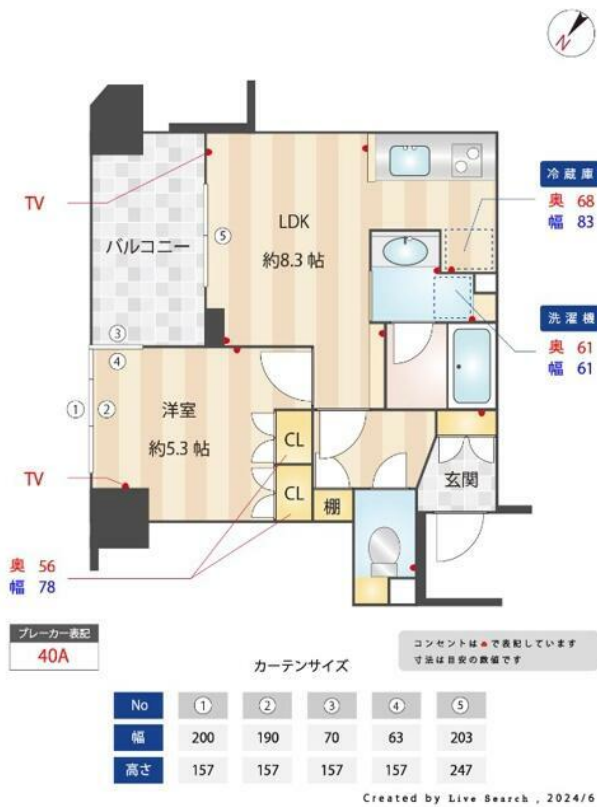 N
冷蔵庫
奥 68
幅 83
TV
LDK
約8.3 帖
バルコニー
⑤
洗濯機
奥 61
幅 61
③
④
① ②
洋室
約5.3 帖
CL
CL
棚
玄関
TV
奥 56
幅 78
ブレーカー表記
40A
コンセントは●で表記しています
寸法は目安の数値です
カーテンサイズ
No ① ② ③ ④ ⑤
幅 200 190 70 63 203
高さ 157 157 157 157 247
Created by Live Search , 2024/6